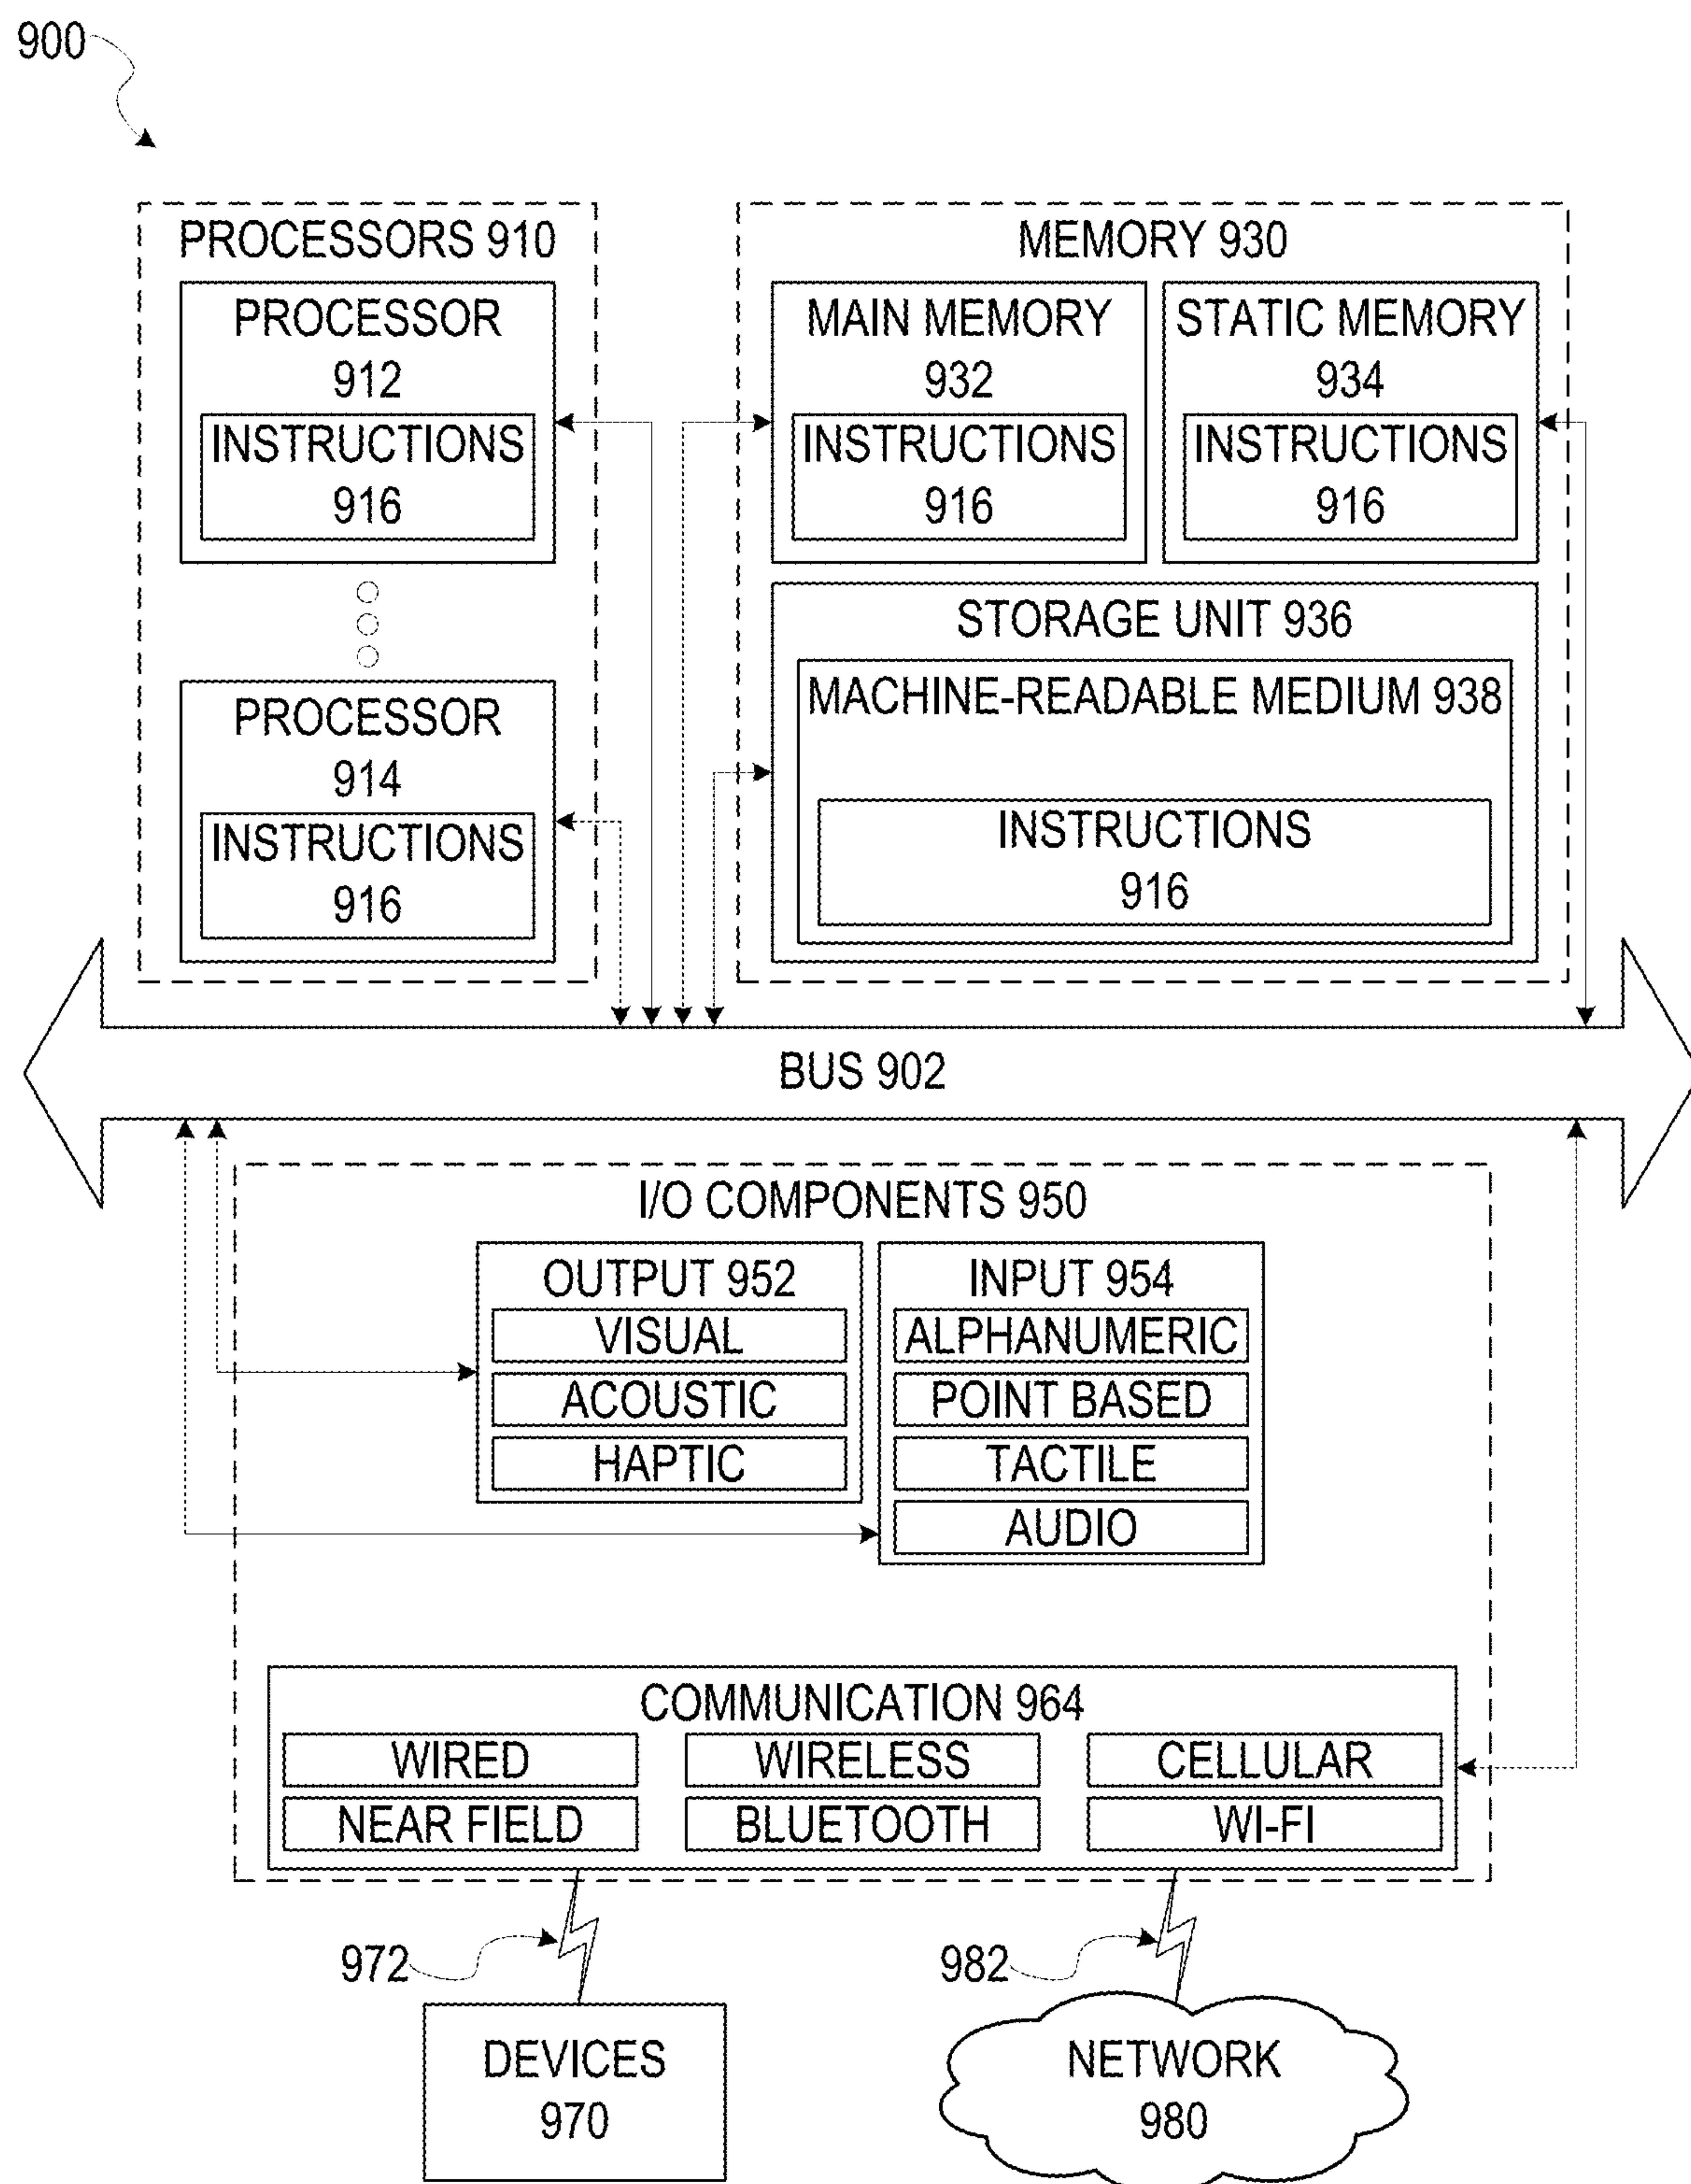 900
PROCESSORS 910
PROCESSOR
912
INSTRUCTIONS
916
PROCESSOR
914
INSTRUCTIONS
916
MEMORY 930
MAIN MEMORY
932
INSTRUCTIONS
916
STATIC MEMORY
934
INSTRUCTIONS
916
STORAGE UNIT 936
MACHINE-READABLE MEDIUM 938
INSTRUCTIONS
916
BUS 902
I/O COMPONENTS 950
OUTPUT 952
VISUAL
ACOUSTIC
HAPTIC
INPUT 954
ALPHANUMERIC
POINT BASED
TACTILE
AUDIO
COMMUNICATION 964
WIRED
WIRELESS
CELLULAR
NEAR FIELD
BLUETOOTH
WI-FI
972
982
DEVICES
970
NETWORK
980